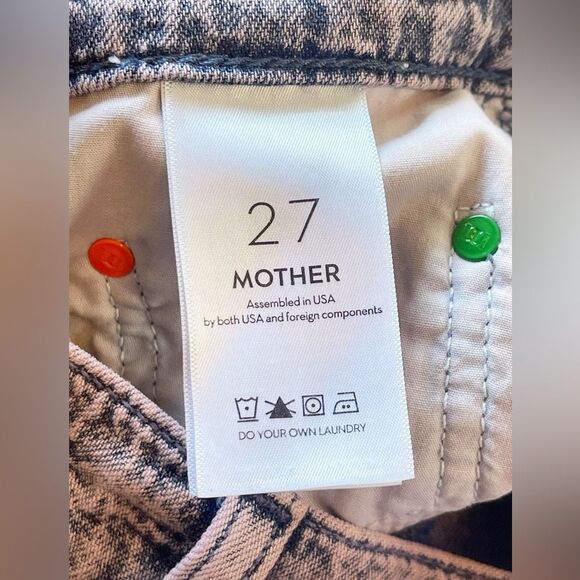 27
MOTHER
Assembled in USA
by both USA and foreign components
DO YOUR OWN LAUNDRY